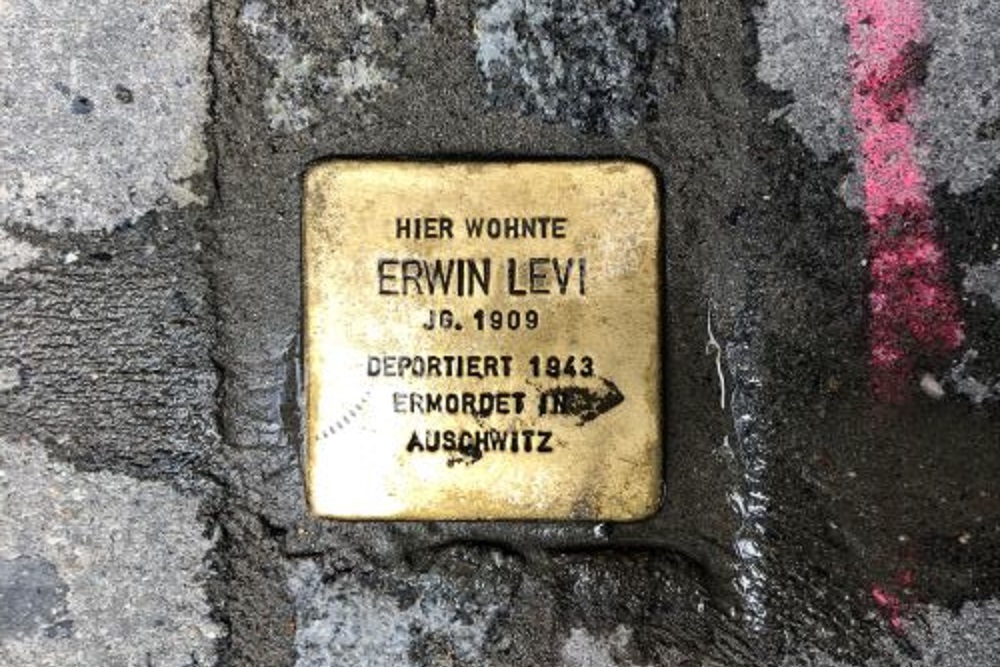 HIER WOHNTE
ERWIN LEVI
JG. 1909
DEPORTIERT 1943
ERMORDET IN
AUSCHWITZ